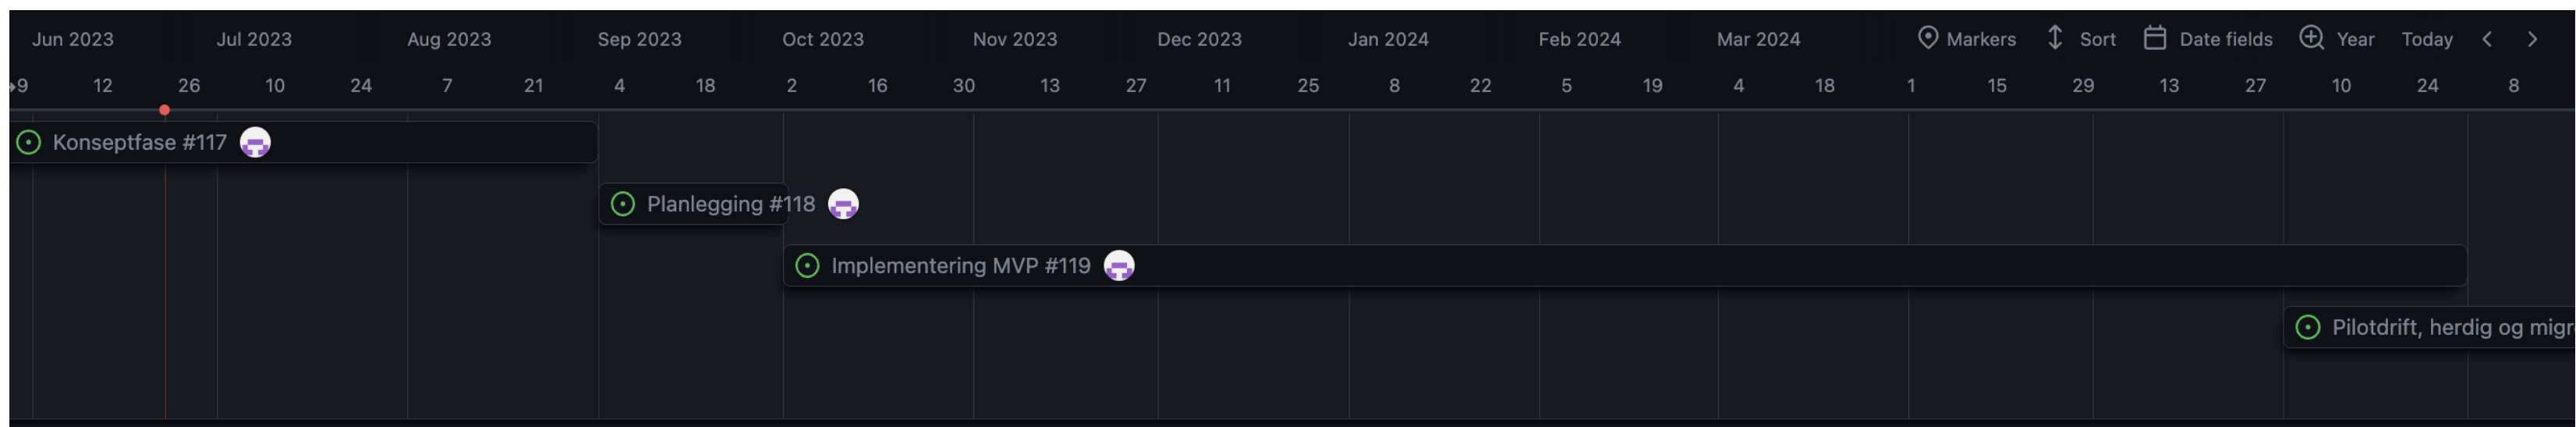 Jun 2023 Jul 2023 Aug 2023 Sep 2023 Oct 2023 Nov 2023 Dec 2023 Jan 2024 Feb 2024 Mar 2024 Markers Sort Date fields Year Today
9 12 26 10 24 7 21 4 18 2 16 30 13 27 11 25 8 22 5 19 4 18 1 15 29 13 27 10 24 8
Konseptfase #117
Planlegging #118
Implementering MVP #119
Pilotdrift, herdig og migr